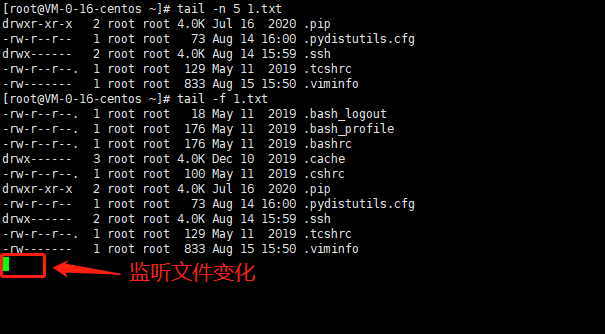 [root@VM-0-16-centos ~]# tail -n 5 1.txt
drwxr-xr-x   2 root root 4.0K Jul 16  2020 .pip
-rw-r--r--   1 root root   73 Aug 14 16:00 .pydistutils.cfg
drwx------   2 root root 4.0K Aug 14 15:59 .ssh
-rw-r--r--.  1 root root  129 May 11  2019 .tcshrc
-rw-------   1 root root  833 Aug 15 15:50 .viminfo
[root@VM-0-16-centos ~]# tail -f 1.txt
-rw-r--r--.  1 root root   18 May 11  2019 .bash_logout
-rw-r--r--.  1 root root  176 May 11  2019 .bash_profile
-rw-r--r--.  1 root root  176 May 11  2019 .bashrc
drwx------   3 root root 4.0K Dec 10  2019 .cache
-rw-r--r--.  1 root root  100 May 11  2019 .cshrc
drwxr-xr-x   2 root root 4.0K Jul 16  2020 .pip
-rw-r--r--   1 root root   73 Aug 14 16:00 .pydistutils.cfg
drwx------   2 root root 4.0K Aug 14 15:59 .ssh
-rw-r--r--.  1 root root  129 May 11  2019 .tcshrc
-rw-------   1 root root  833 Aug 15 15:50 .viminfo
监听文件变化